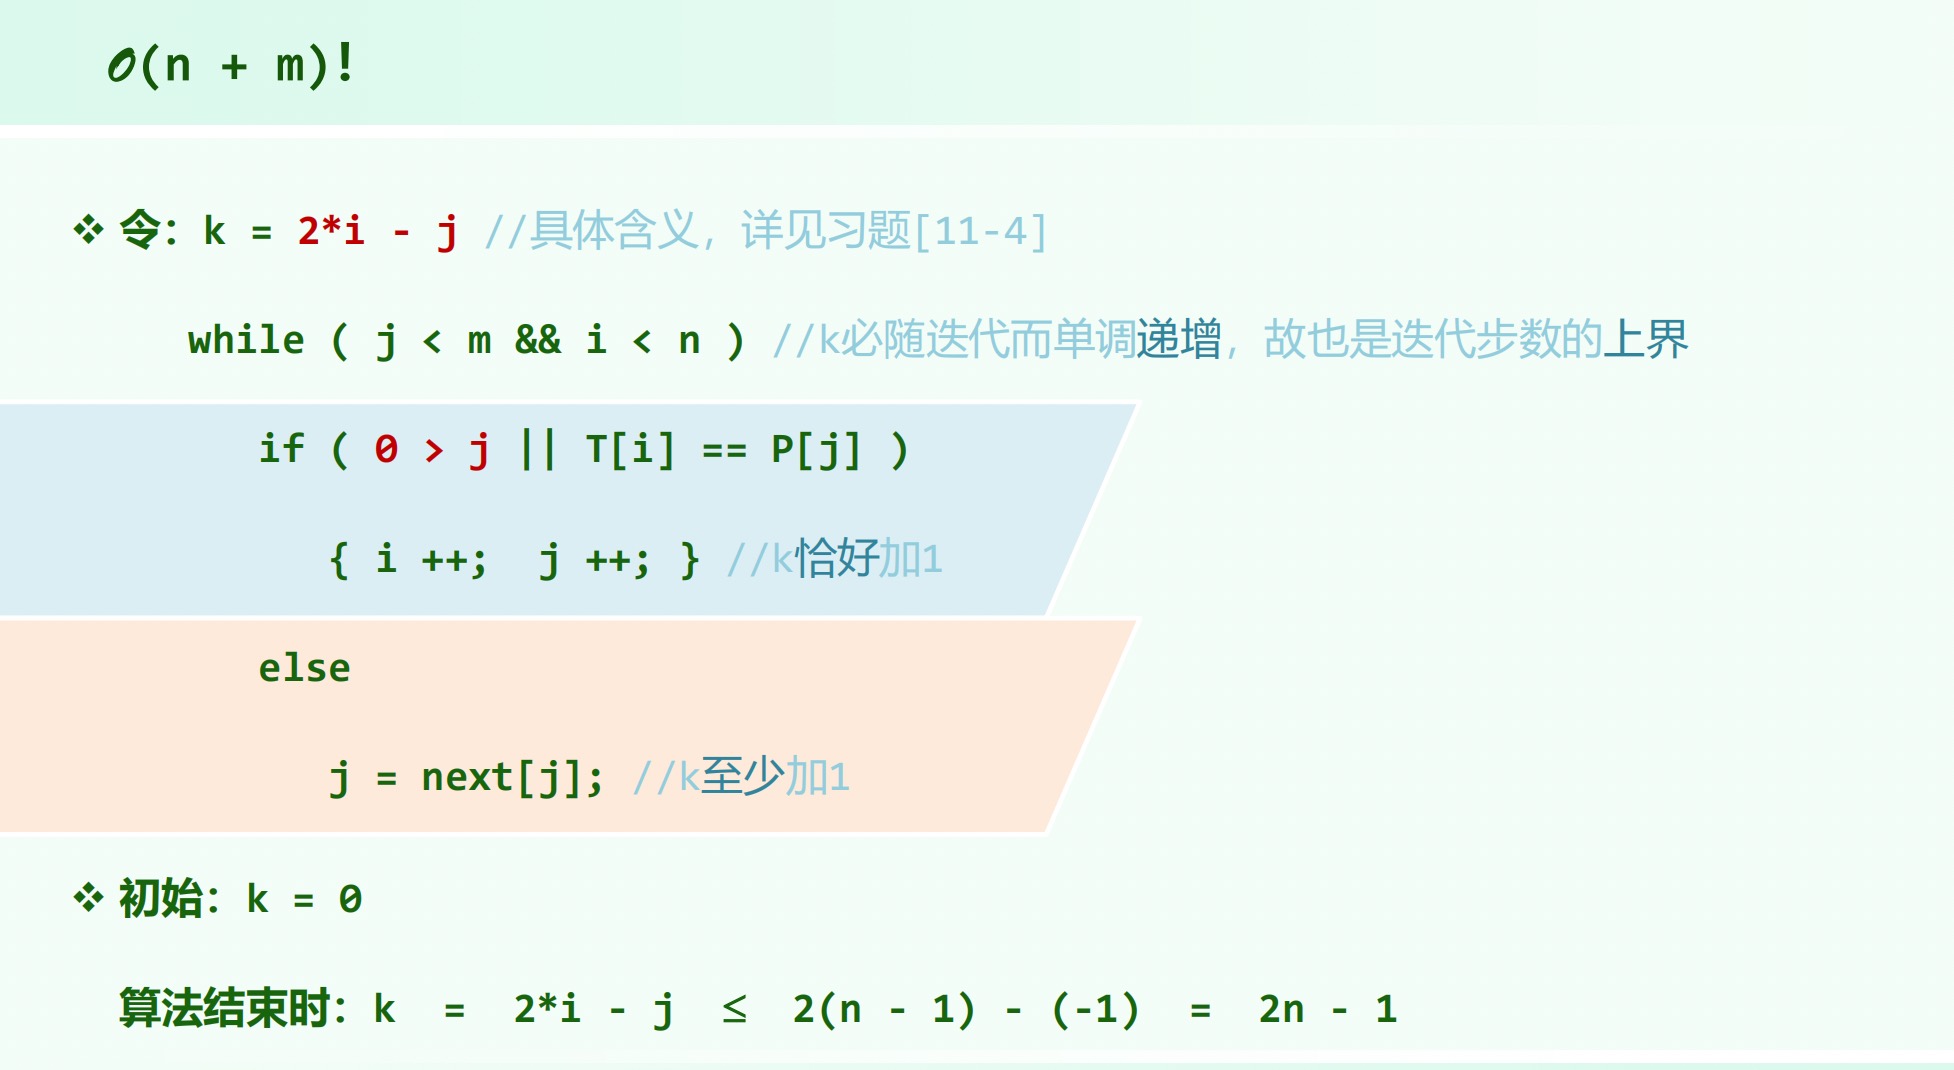 𝒪(n + m)!
❖ 令：k = 2*i - j //具体含义，详见习题[11-4]
while ( j < m && i < n ) //k必随迭代而单调递增，故也是迭代步数的上界
if ( 0 > j || T[i] == P[j] )
{ i ++; j ++; } //k恰好加1
else
j = next[j]; //k至少加1
❖ 初始：k = 0
算法结束时：k = 2*i - j ≤ 2(n - 1) - (-1) = 2n - 1